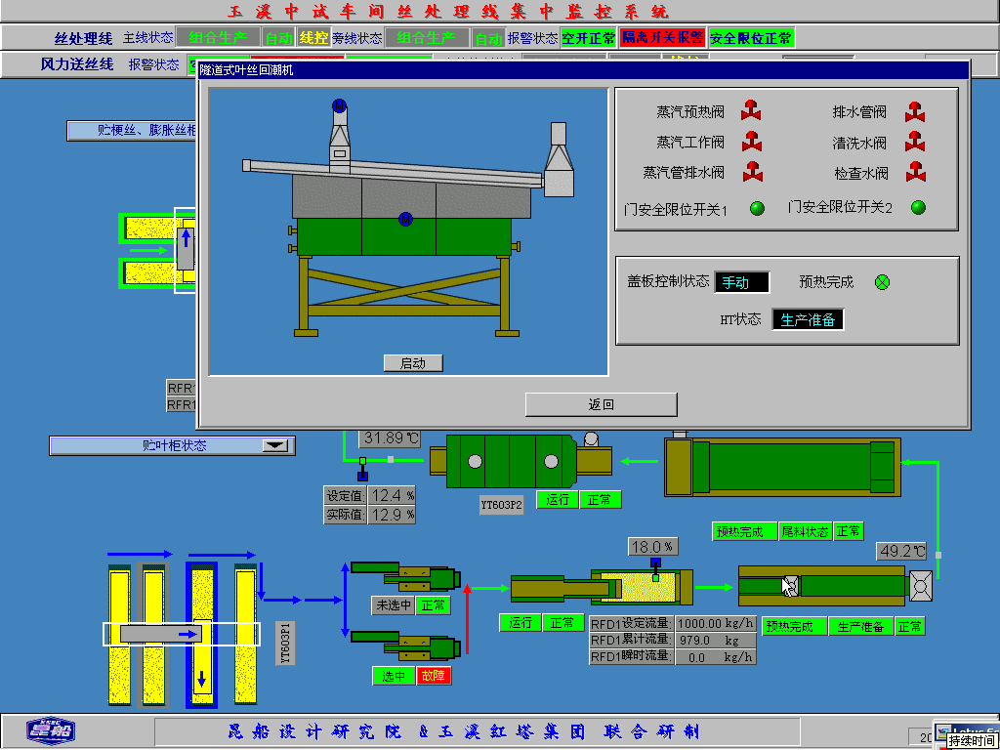 玉溪中试车间丝处理线集中监控系统
丝处理线 主线状态 组合生产 自动 线控 旁线状态 组合生产 自动 报警状态 空开正常 隔离开关报警 安全限位正常
风力送丝线 报警状态
隧道式叶丝回潮机
贮梗丝、膨胀丝柜
蒸汽预热阀 排水管阀
蒸汽工作阀 清洗水阀
蒸汽管排水阀 检查水阀
门安全限位开关1 门安全限位开关2
盖板控制状态 手动 预热完成
HT状态 生产准备
启动
返回
RFR1
RFR1
贮叶柜状态
31.89 ℃
设定值: 12.4 %
实际值: 12.9 %
YT603P2
运行 正常
预热完成 尾料状态 正常
18.0 %
49.2℃
未选中 正常
运行 正常
RFD1设定流量: 1000.00 kg/h
RFD1累计流量: 979.0 kg
RFD1瞬时流量: 0.0 kg/h
预热完成 生产准备 正常
YT603P1
选中 故障
昆船
昆船设计研究院 &玉溪红塔集团 联合研制
20
持续时间